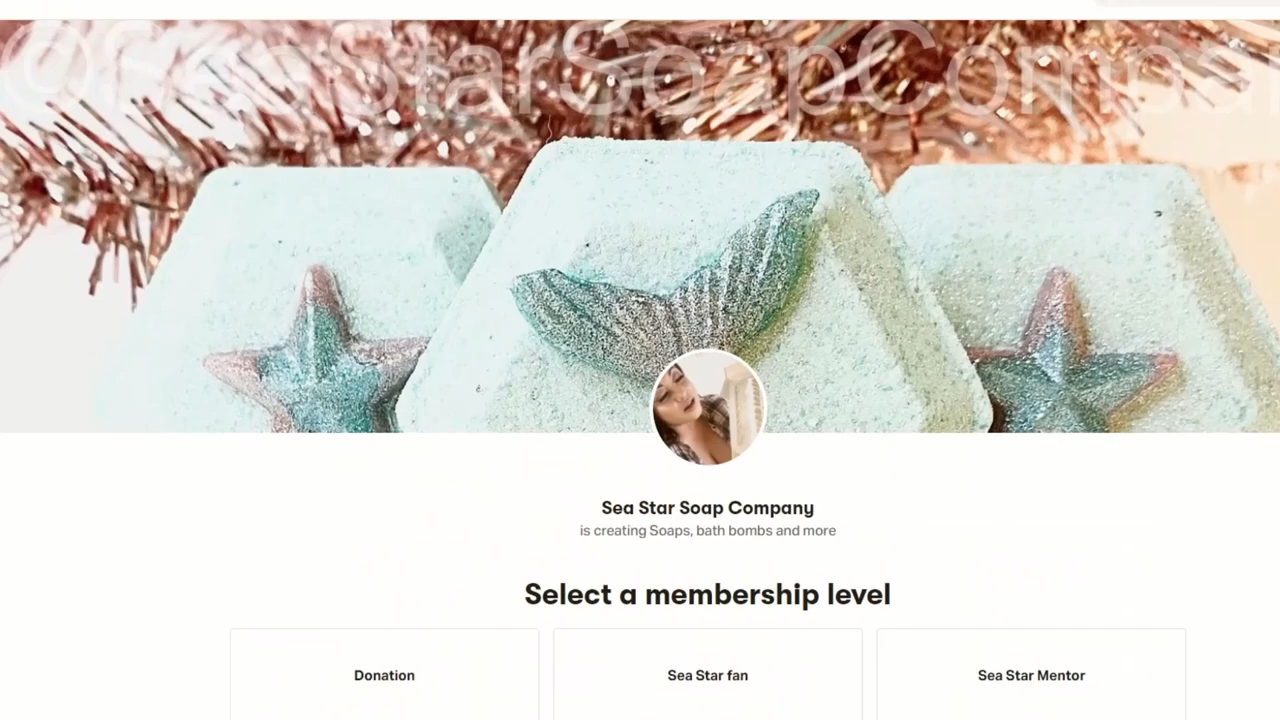 @SeaStarSoapCompan
Sea Star Soap Company
is creating Soaps, bath bombs and more
Select a membership level
Donation
Sea Star fan
Sea Star Mentor